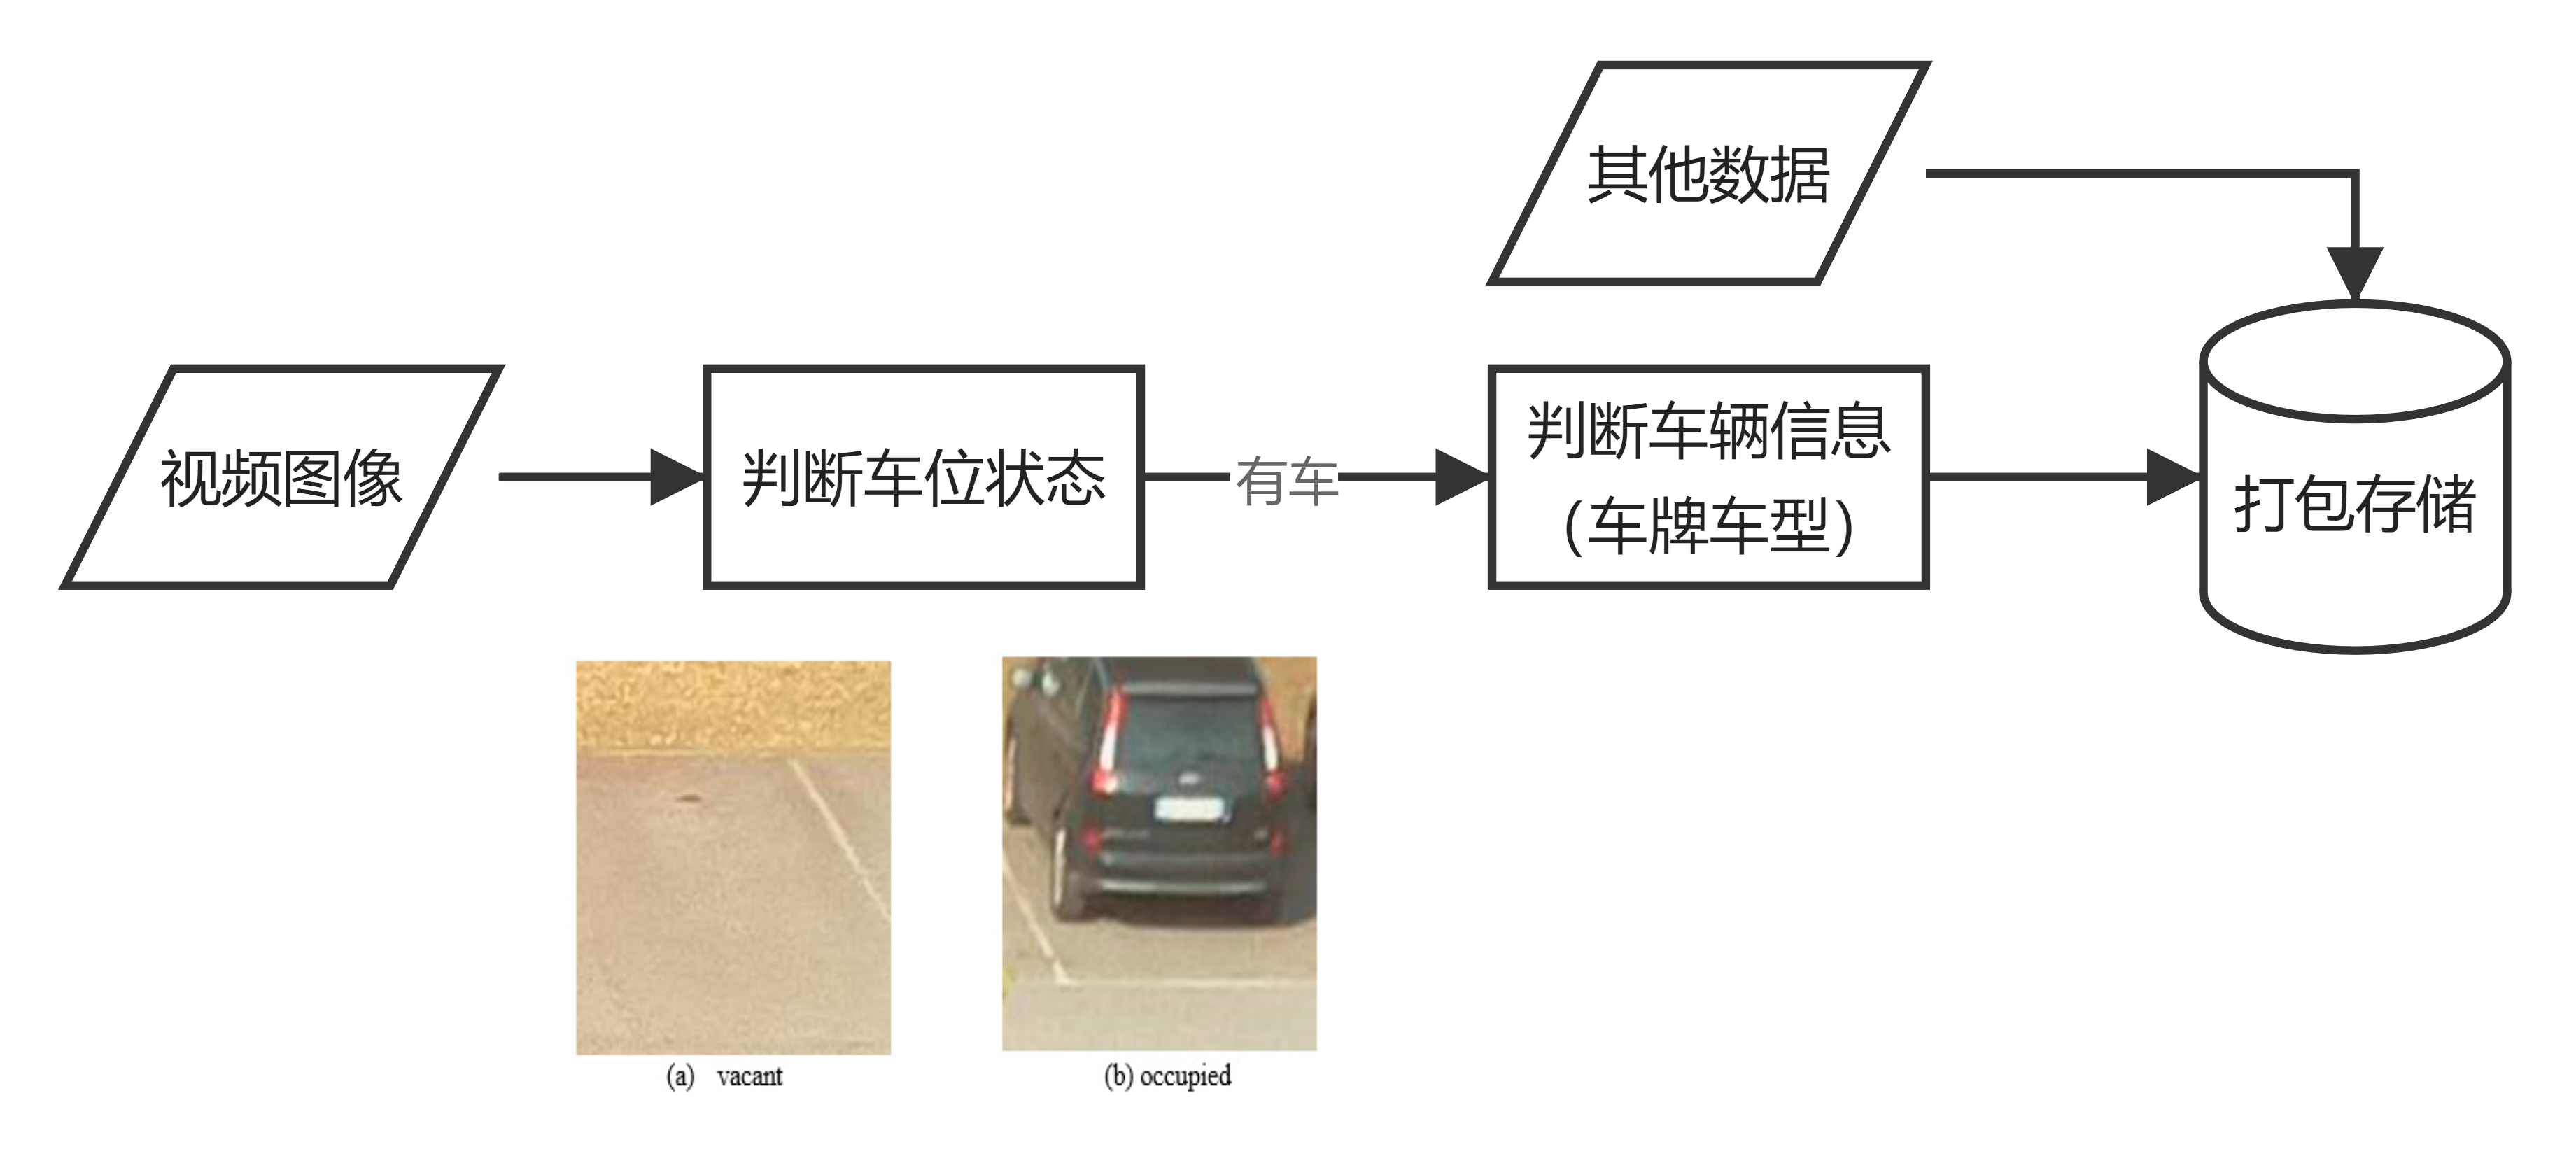 其他数据
视频图像
判断车位状态
有车
判断车辆信息
（车牌车型）
打包存储
(a) vacant
(b) occupied